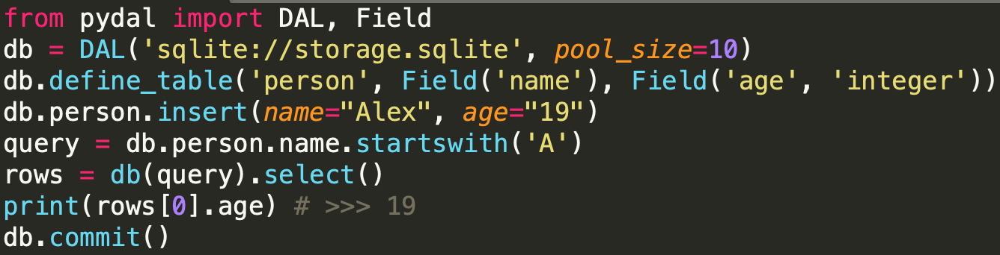 from pydal import DAL, Field
db = DAL('sqlite://storage.sqlite', pool_size=10)
db.define_table('person', Field('name'), Field('age', 'integer'))
db.person.insert(name="Alex", age="19")
query = db.person.name.startswith('A')
rows = db(query).select()
print(rows[0].age) # >>> 19
db.commit()